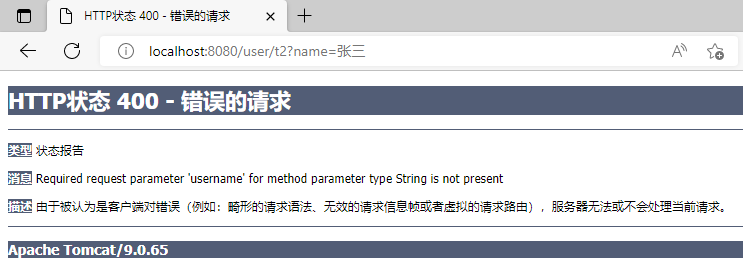 HTTP状态 400 - 错误的请求
localhost:8080/user/t2?name=张三
HTTP状态 400 - 错误的请求
类型 状态报告
消息 Required request parameter 'username' for method parameter type String is not present
描述 由于被认为是客户端对错误（例如：畸形的请求语法、无效的请求信息帧或者虚拟的请求路由），服务器无法或不会处理当前请求。
Apache Tomcat/9.0.65